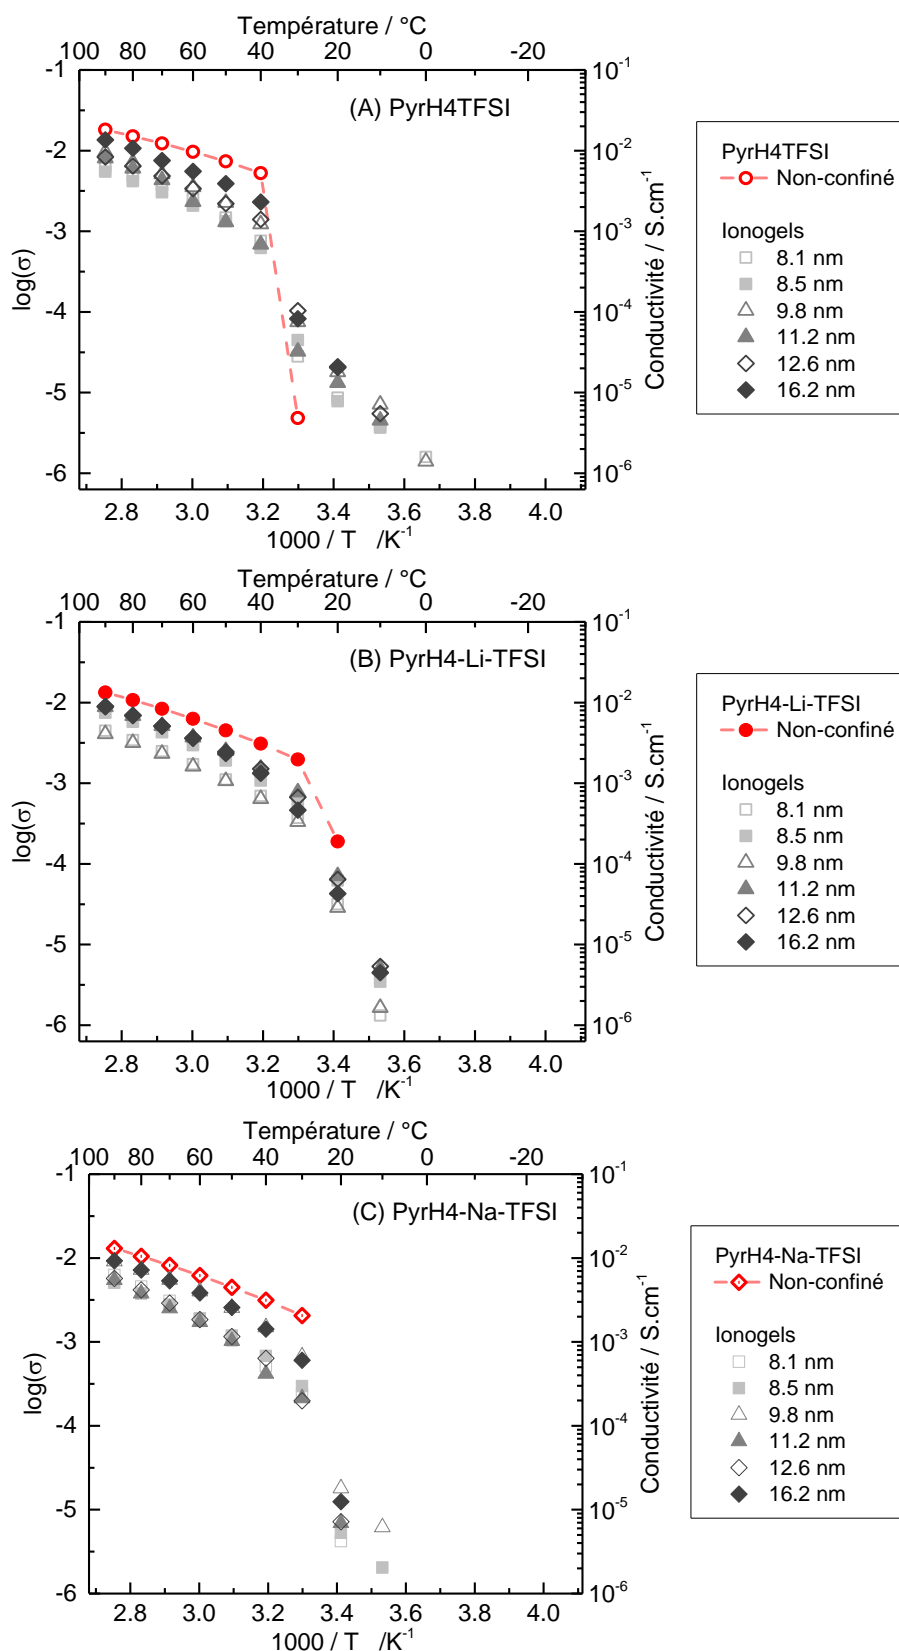 Température / °C
100 80 60 40 20 0 -20
(A) PyrH4TFSI
-1
-2
-3
-4
-5
-6
log(σ)
10-1
10-2
10-3
10-4
10-5
10-6
Conductivité / S.cm-1
2.8 3.0 3.2 3.4 3.6 3.8 4.0
1000 / T /K-1
PyrH4TFSI
Non-confiné
Ionogels
8.1 nm
8.5 nm
9.8 nm
11.2 nm
12.6 nm
16.2 nm
Température / °C
100 80 60 40 20 0 -20
(B) PyrH4-Li-TFSI
-1
-2
-3
-4
-5
-6
log(σ)
10-1
10-2
10-3
10-4
10-5
10-6
Conductivité / S.cm-1
2.8 3.0 3.2 3.4 3.6 3.8 4.0
1000 / T /K-1
PyrH4-Li-TFSI
Non-confiné
Ionogels
8.1 nm
8.5 nm
9.8 nm
11.2 nm
12.6 nm
16.2 nm
Température / °C
100 80 60 40 20 0 -20
(C) PyrH4-Na-TFSI
-1
-2
-3
-4
-5
-6
log(σ)
10-1
10-2
10-3
10-4
10-5
10-6
Conductivité / S.cm-1
2.8 3.0 3.2 3.4 3.6 3.8 4.0
1000 / T /K-1
PyrH4-Na-TFSI
Non-confiné
Ionogels
8.1 nm
8.5 nm
9.8 nm
11.2 nm
12.6 nm
16.2 nm